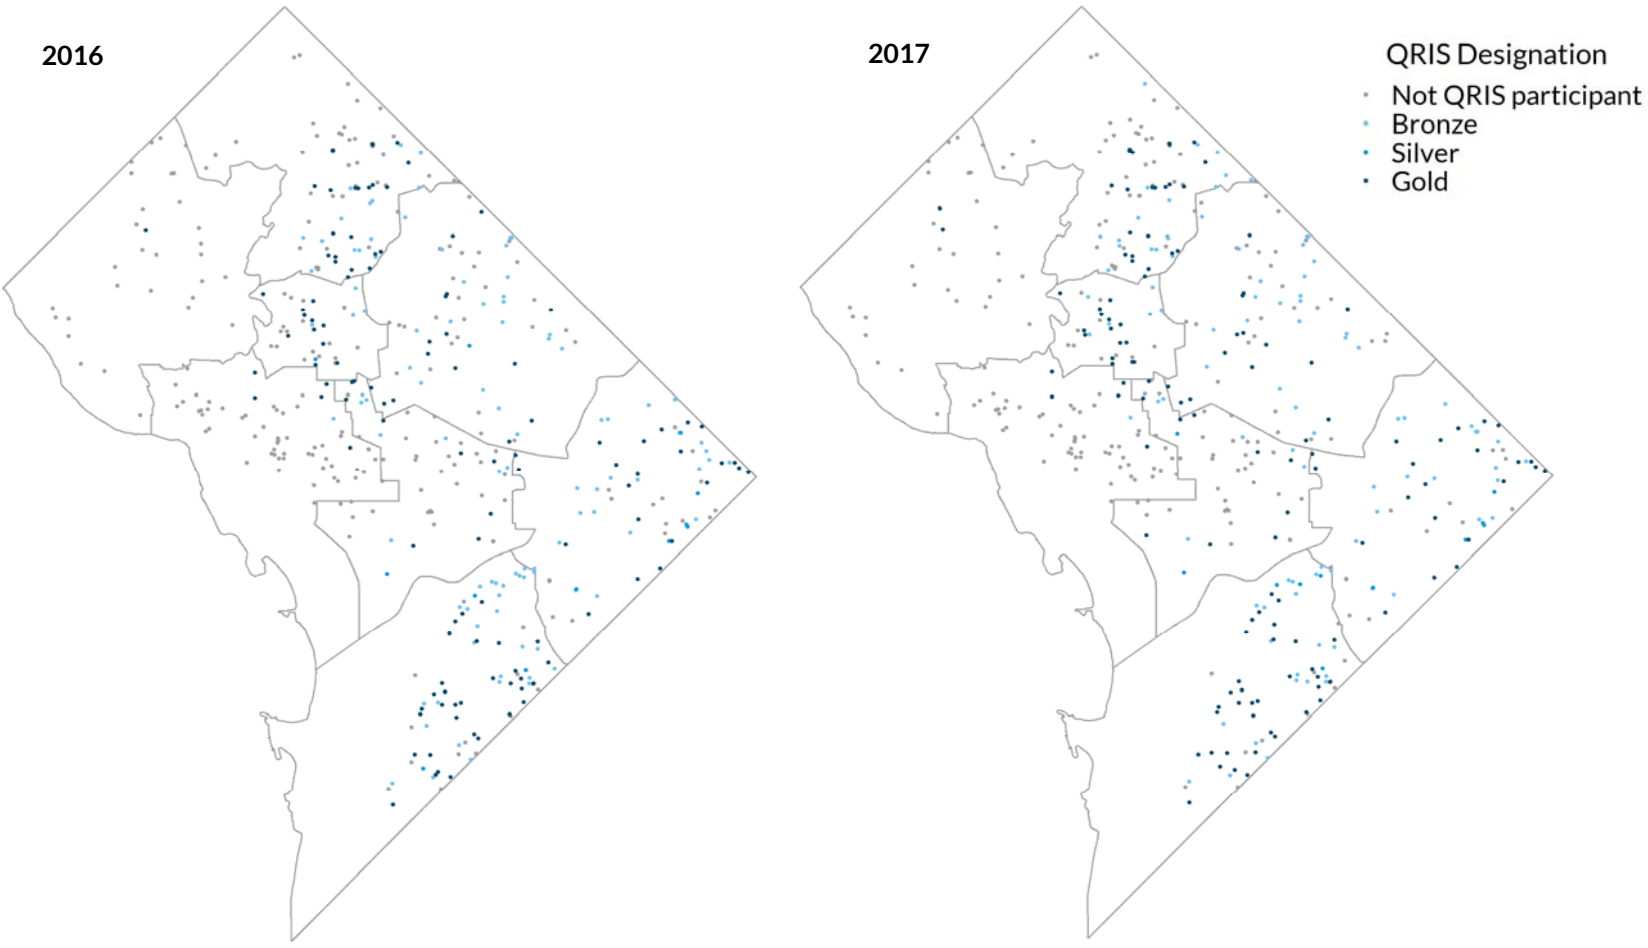 2016
2017
QRIS Designation
Not QRIS participant
Bronze
Silver
Gold